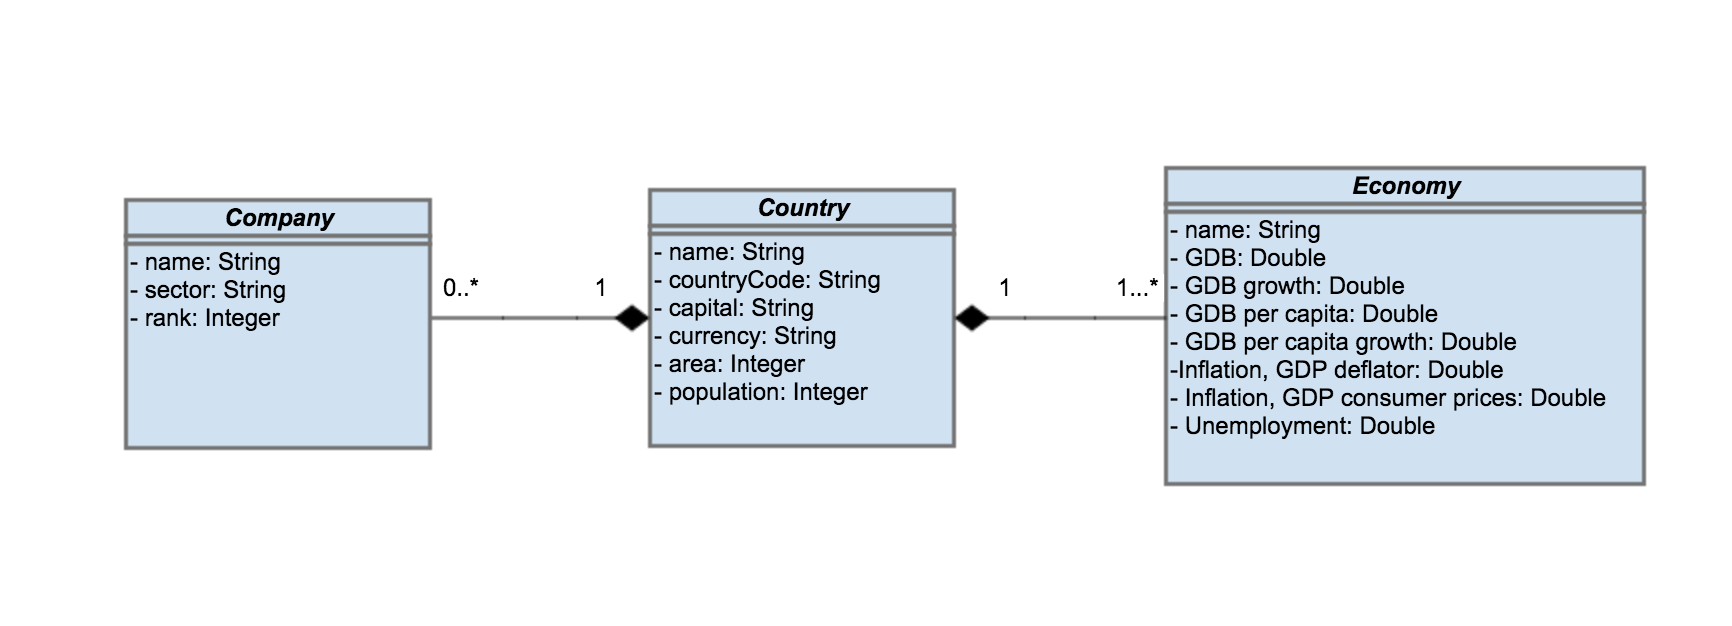 Company
- name: String
- sector: String
- rank: Integer
0..*
1
Country
- name: String
- countryCode: String
- capital: String
- currency: String
- area: Integer
- population: Integer
1
1...*
Economy
- name: String
- GDB: Double
- GDB growth: Double
- GDB per capita: Double
- GDB per capita growth: Double
-Inflation, GDP deflator: Double
- Inflation, GDP consumer prices: Double
- Unemployment: Double